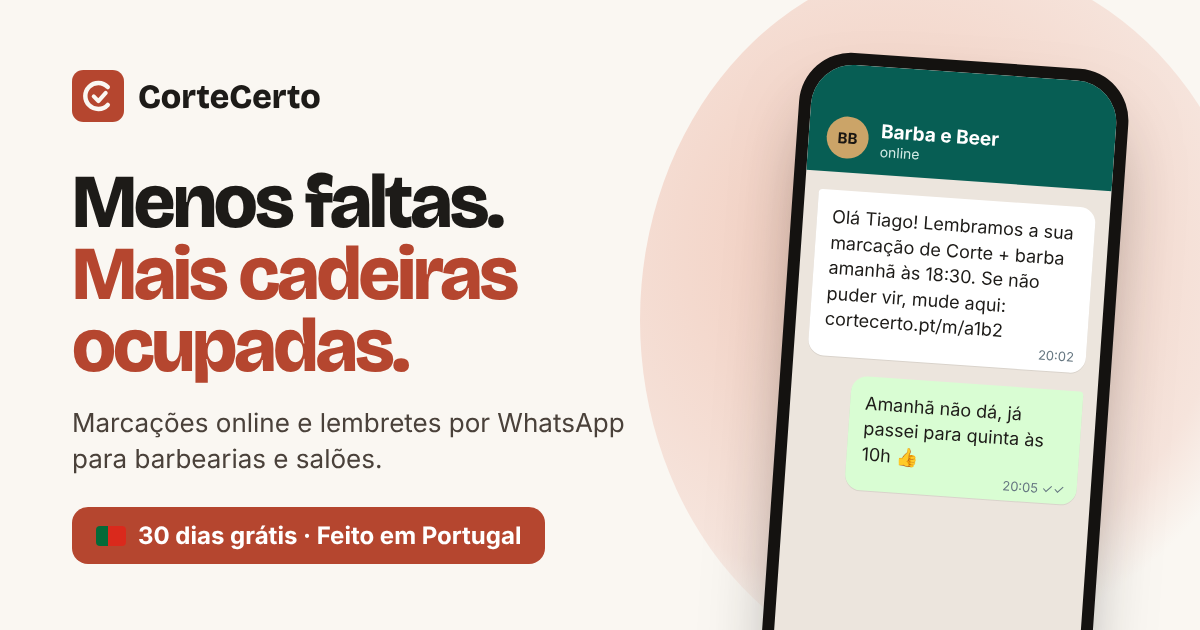 CorteCerto
Menos faltas.
Mais cadeiras
ocupadas.
Marcações online e lembretes por WhatsApp
para barbearias e salões.
30 dias grátis · Feito em Portugal
BB
Barba e Beer
online
Olá Tiago! Lembramos a sua
marcação de Corte + barba
amanhã às 18:30. Se não
puder vir, mude aqui:
cortecerto.pt/m/a1b2
20:02
Amanhã não dá, já
passei para quinta às
10h 👍
20:05 ✓✓